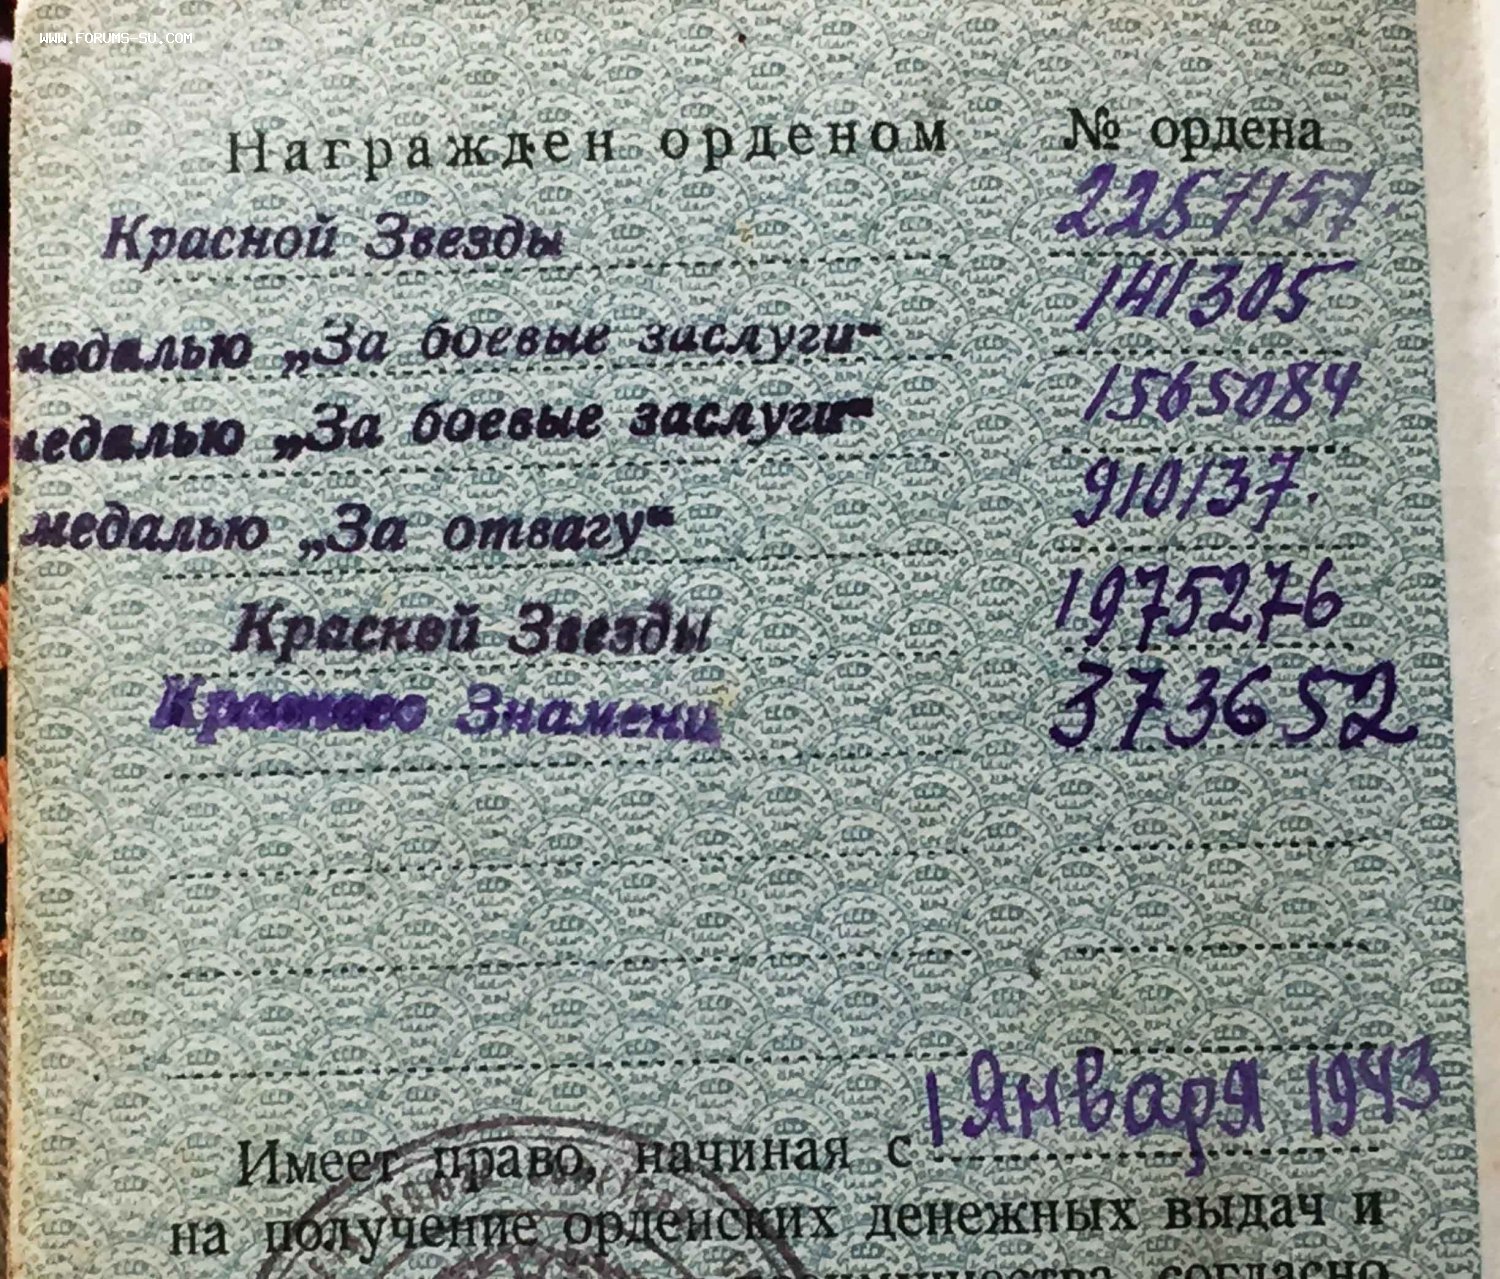 WWW.FORUMS-SU.COM
Награжден орденом № ордена
Красной Звезды 2257157
медалью „За боевые заслуги“ 141305
медалью „За боевые заслуги“ 1565084
медалью „За отвагу“ 910137.
Красной Звезды 1975276
Красного Знамени 373652
Имеет право, начиная с 1 Января 1943
на получение орденских денежных выдач и
согласно